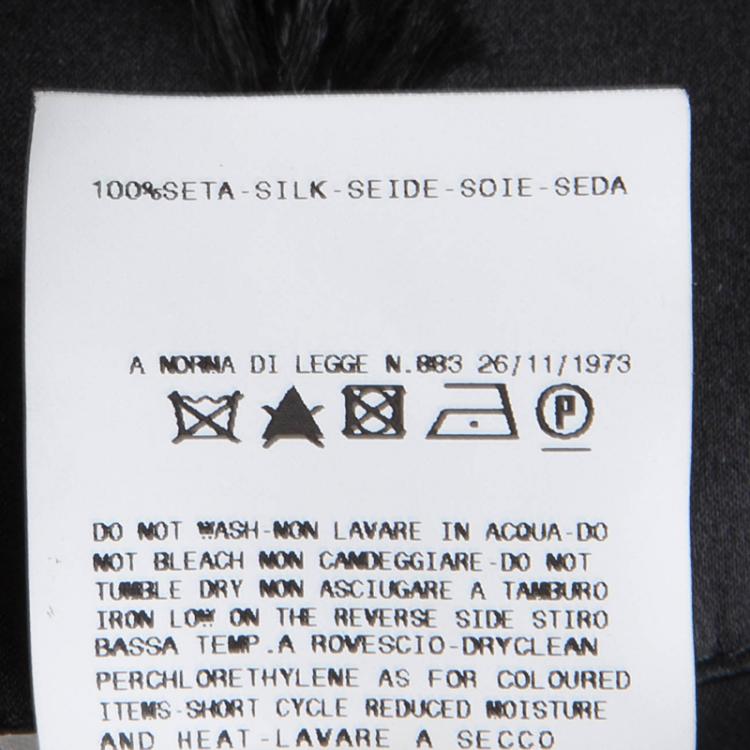 100%SETA-SILK-SEIDE-SOIE-SEDA
A NORMA DI LEGGE N.883 26/11/1973
P
DO NOT WASH-NON LAVARE IN ACQUA-DO
NOT BLEACH NON CANDEGGIARE-DO NOT
TUMBLE DRY NON ASCIUGARE A TAMBURO
IRON LOW ON THE REVERSE SIDE STIRO
BASSA TEMP.A ROVESCIO-DRYCLEAN
PERCHLORETHYLENE AS FOR COLOURED
ITEMS-SHORT CYCLE REDUCED MOISTURE
AND HEAT-LAVARE A SECCO